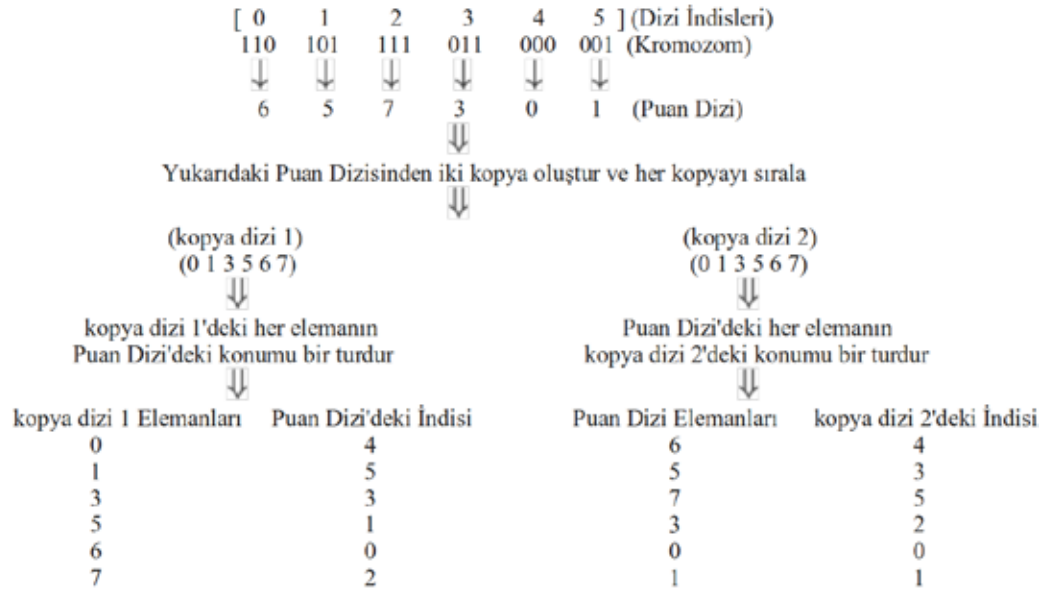 [ 0 1 2 3 4 5 ] (Dizi İndisleri)
110 101 111 011 000 001 (Kromozom)
6 5 7 3 0 1 (Puan Dizi)
Yukarıdaki Puan Dizisinden iki kopya oluştur ve her kopyayı sırala
(kopya dizi 1) (kopya dizi 2)
(0 1 3 5 6 7) (0 1 3 5 6 7)
kopya dizi 1'deki her elemanın Puan Dizi'deki her elemanın
Puan Dizi'deki konumu bir turdur kopya dizi 2'deki konumu bir turdur
kopya dizi 1 Elemanları Puan Dizi'deki İndisi Puan Dizi Elemanları kopya dizi 2'deki İndisi
0 4 6 4
1 5 5 3
3 3 7 5
5 1 3 2
6 0 0 0
7 2 1 1